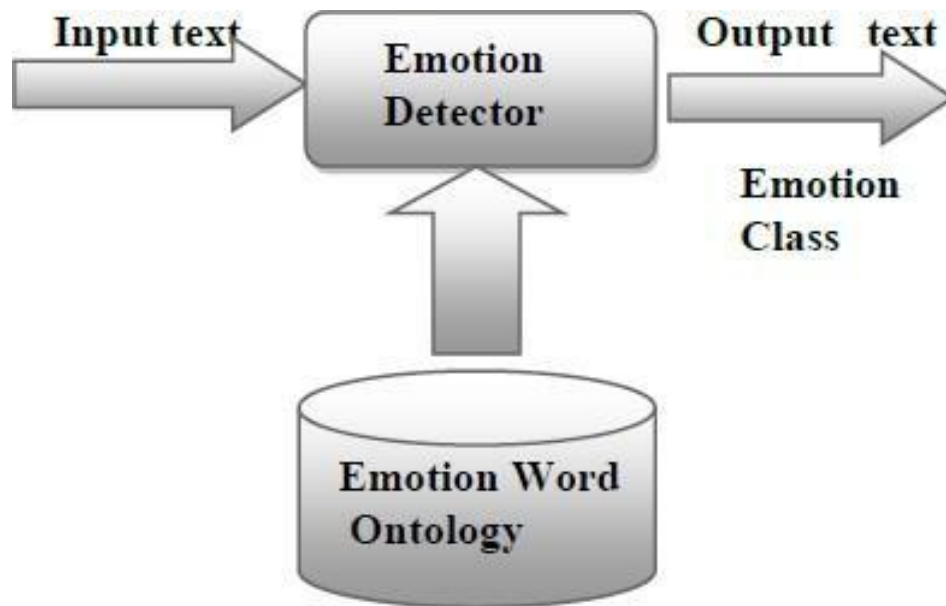 Input text
Emotion
Detector
Output text
Emotion
Class
Emotion Word
Ontology